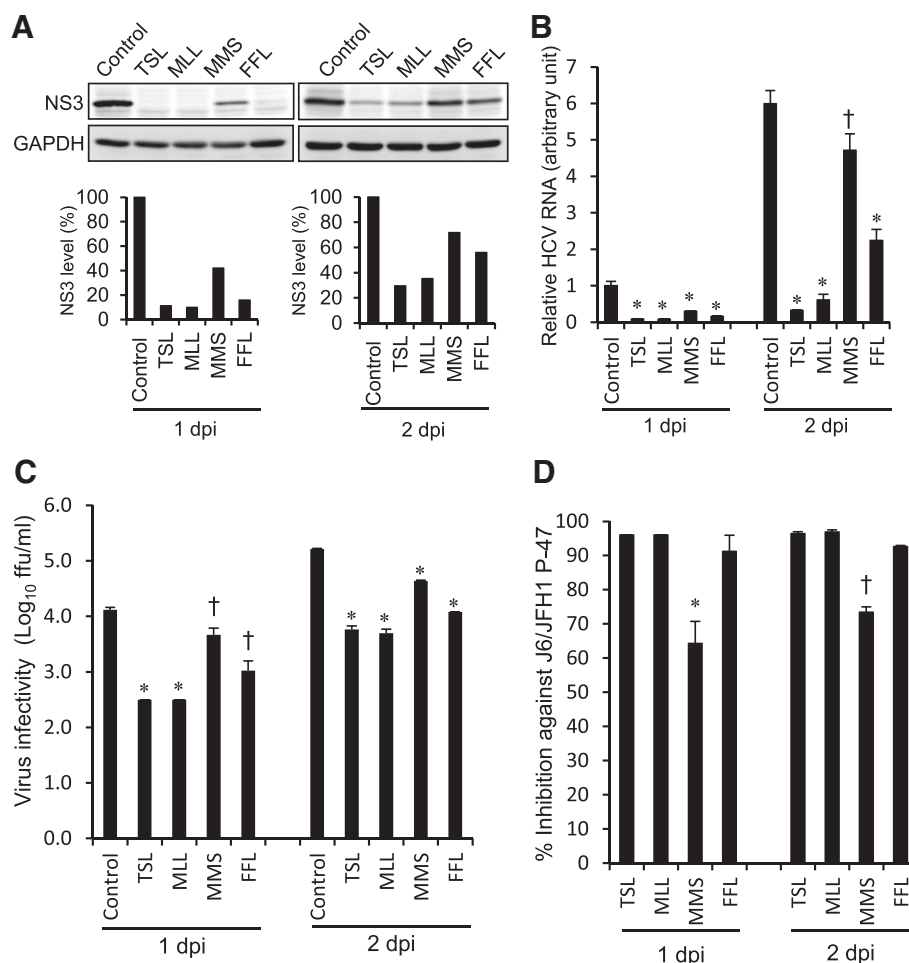 A
Control TSL MLL MMS FFL
Control TSL MLL MMS FFL
NS3
GAPDH
NS3 level (%)
100
80
60
40
20
0
Control TSL MLL MMS FFL
1 dpi
NS3 level (%)
100
80
60
40
20
0
Control TSL MLL MMS FFL
2 dpi
B
Relative HCV RNA (arbitrary unit)
7
6
5
4
3
2
1
0
* * * *
* * † *
Control TSL MLL MMS FFL
1 dpi
Control TSL MLL MMS FFL
2 dpi
C
Virus infectivity (Log10 ffu/ml)
6.0
5.0
4.0
3.0
2.0
1.0
0.0
* * † †
* * * *
Control TSL MLL MMS FFL
1 dpi
Control TSL MLL MMS FFL
2 dpi
D
% Inhibition against J6/JFH1 P-47
100
90
80
70
60
50
40
30
20
10
0
*
†
TSL MLL MMS FFL
1 dpi
TSL MLL MMS FFL
2 dpi